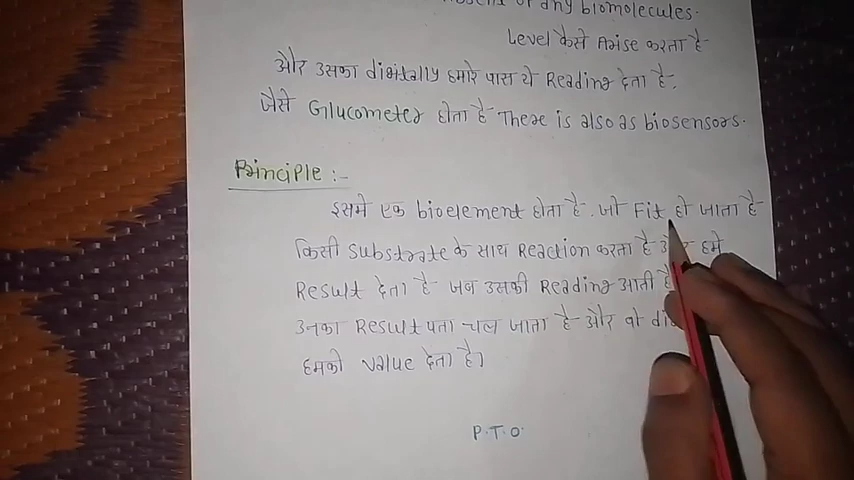 of any biomolecules.
Level कैसे Arise करता है
और उसका digitally हमारे पास ये Reading देता है.
जैसे Glucometer होता है There is also as biosensors.
Principle :-
इसमे एक bioelement होता है. जो Fit हो जाता है
किसी substrate के साथ Reaction करता है और हमे
Result देता है जब उसकी Reading आती है
उनका Result पता चल जाता है और वो
हमको value देता है।
P.T.O.